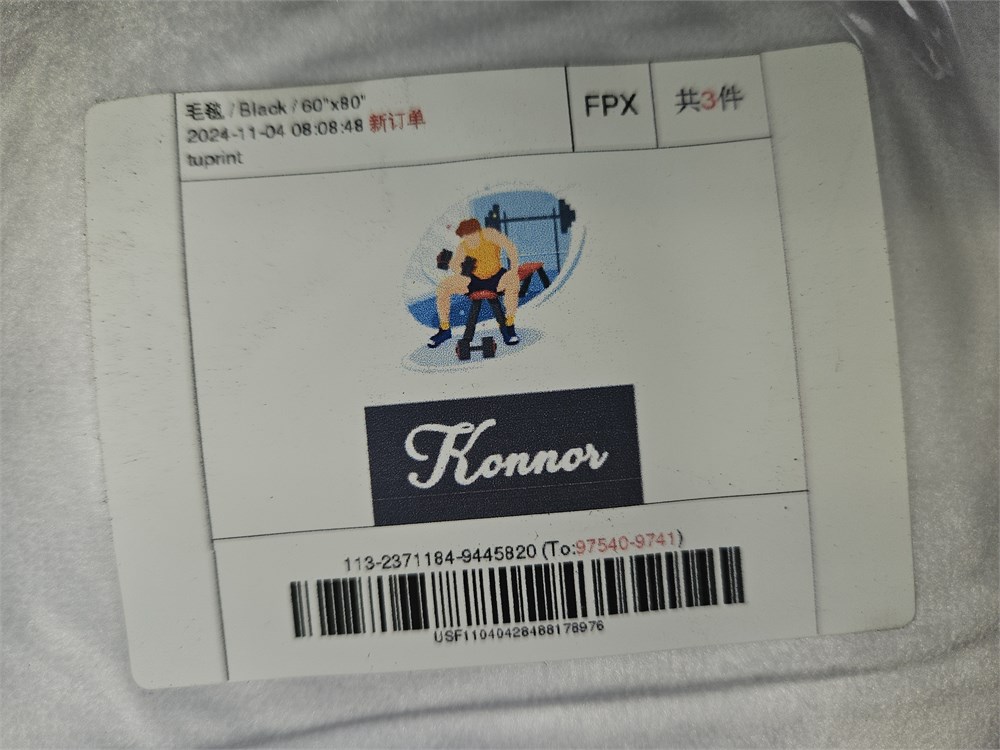 毛毯 / Black / 60"x80"
2024-11-04 08:08:48 新订单
tuprint
FPX
共3件
Konnor
113-2371184-9445820 (To:97540-9741)
USF11040428488178976